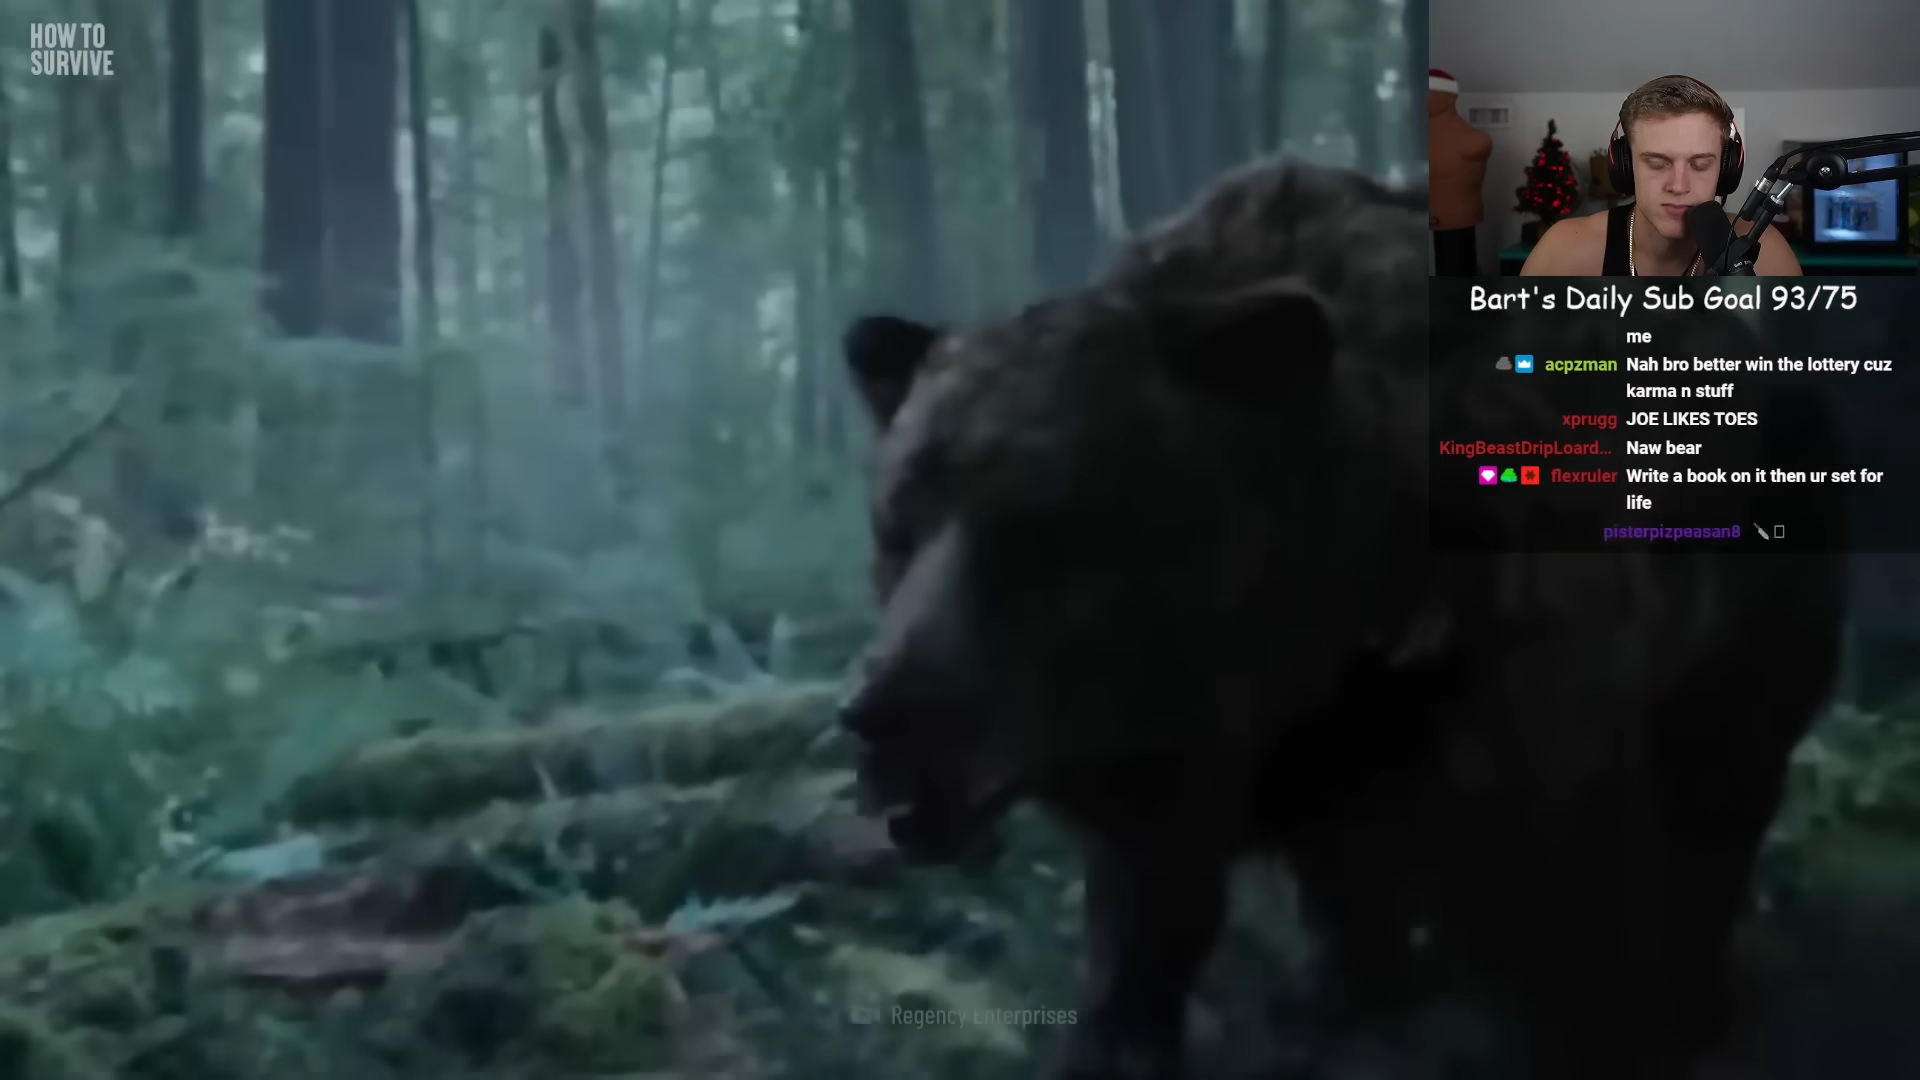 HOW TO
SURVIVE
Bart's Daily Sub Goal 93/75
me
acpzman Nah bro better win the lottery cuz
karma n stuff
xprugg JOE LIKES TOES
KingBeastDripLoard... Naw bear
flexruler Write a book on it then ur set for
life
pisterpizpeasan8
Regency Enterprises